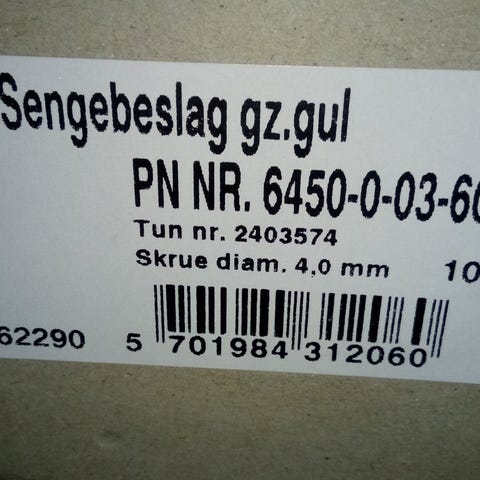 Sengebeslag gz.gul
PN NR. 6450-0-03-60
Tun nr. 2403574
Skrue diam. 4,0 mm 10
62290 5 701984 312060